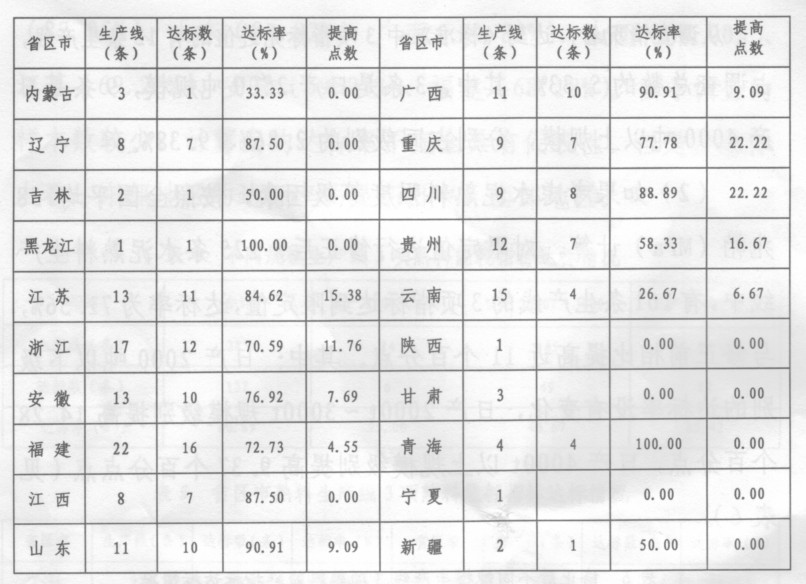 省区市 生产线（条） 达标数（条） 达标率（%） 提高点数 省区市 生产线（条） 达标数（条） 达标率（%） 提高点数
内蒙古 3 1 33.33 0.00 广西 11 10 90.91 9.09
辽宁 8 7 87.50 0.00 重庆 9 7 77.78 22.22
吉林 2 1 50.00 0.00 四川 9 8 88.89 22.22
黑龙江 1 1 100.00 0.00 贵州 12 7 58.33 16.67
江苏 13 11 84.62 15.38 云南 15 4 26.67 6.67
浙江 17 12 70.59 11.76 陕西 1 0.00 0.00
安徽 13 10 76.92 7.69 甘肃 3 0.00 0.00
福建 22 16 72.73 4.55 青海 4 4 100.00 0.00
江西 8 7 87.50 0.00 宁夏 1 0.00 0.00
山东 11 10 90.91 9.09 新疆 2 1 50.00 0.00